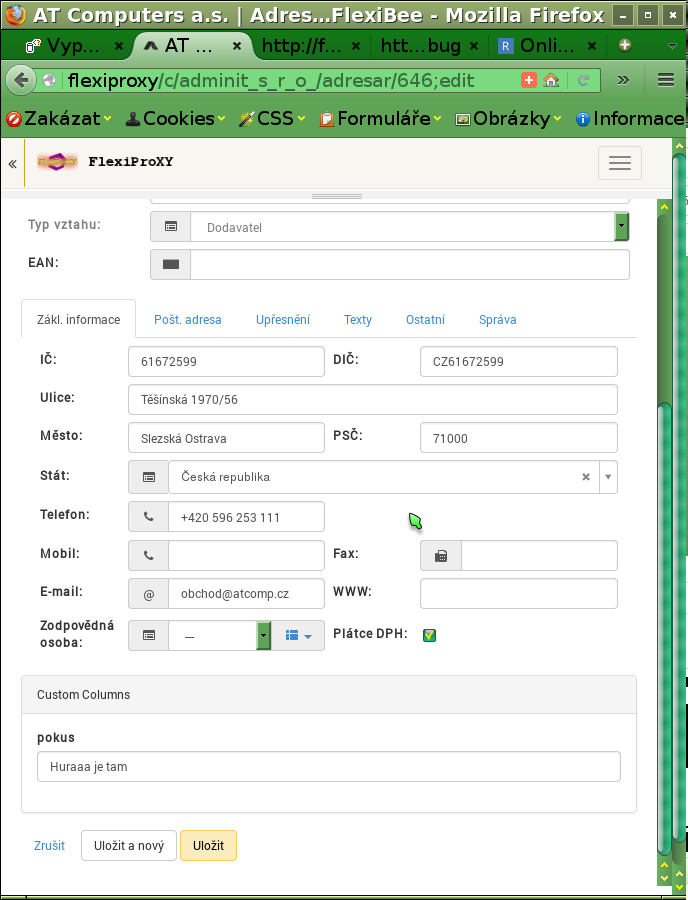 AT Computers a.s. | Adres...FlexiBee - Mozilla Firefox
Vyp... AT ... http://f... htt...bug Onli...
flexiproxy/c/adminit_s_r_o_/adresar/646;edit
Zakázat Cookies CSS Formuláře Obrázky Informace
« FlexiProXY
Typ vztahu: Dodavatel
EAN:
Zákl. informace Pošt. adresa Upřesnění Texty Ostatní Správa
IČ: 61672599 DIČ: CZ61672599
Ulice: Těšínská 1970/56
Město: Slezská Ostrava PSČ: 71000
Stát: Česká republika
Telefon: +420 596 253 111
Mobil: Fax:
E-mail: @ obchod@atcomp.cz WWW:
Zodpovědná
osoba: --- Plátce DPH:
Custom Columns
pokus
Huraaa je tam
Zrušit Uložit a nový Uložit